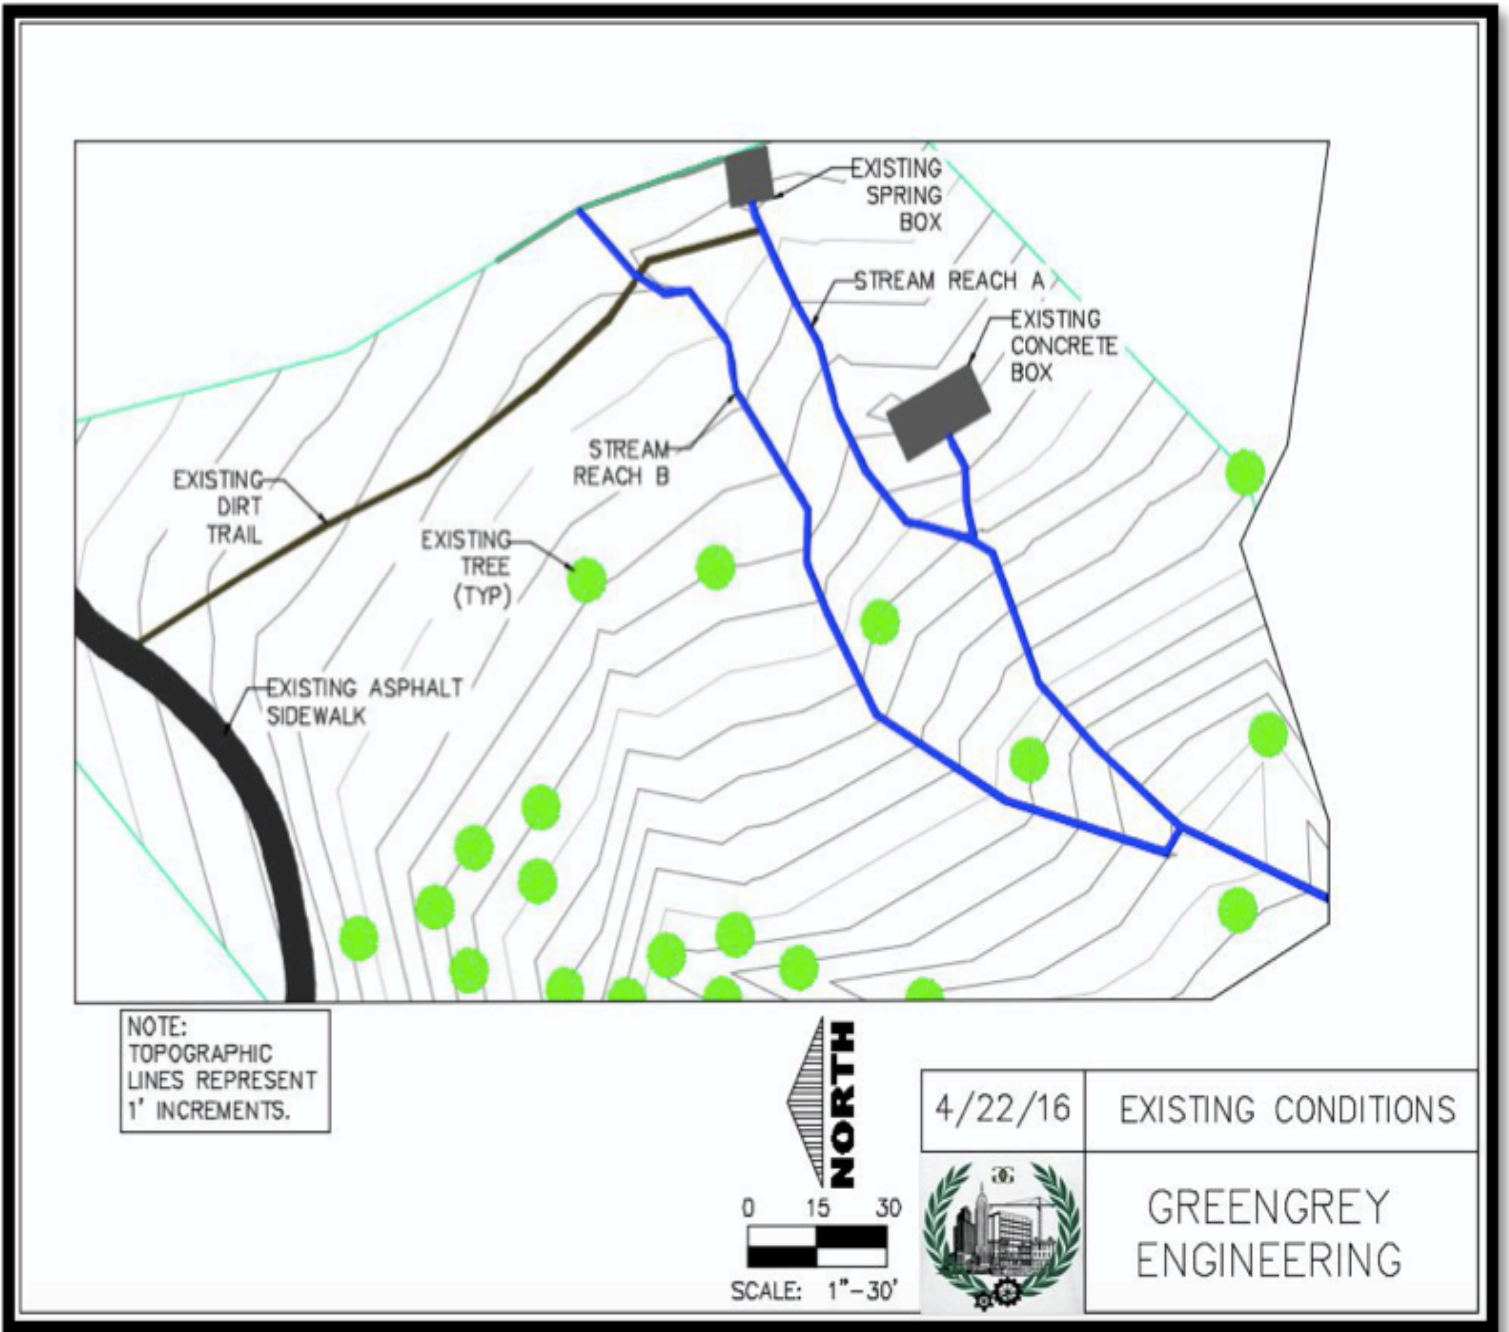 EXISTING
SPRING
BOX
STREAM REACH A
EXISTING
CONCRETE
BOX
STREAM
REACH B
EXISTING
DIRT
TRAIL
EXISTING
TREE
(TYP)
EXISTING ASPHALT
SIDEWALK
NOTE:
TOPOGRAPHIC
LINES REPRESENT
1' INCREMENTS.
NORTH
0 15 30
SCALE: 1"-30'
4/22/16
EXISTING CONDITIONS
GG
GREENGREY
ENGINEERING